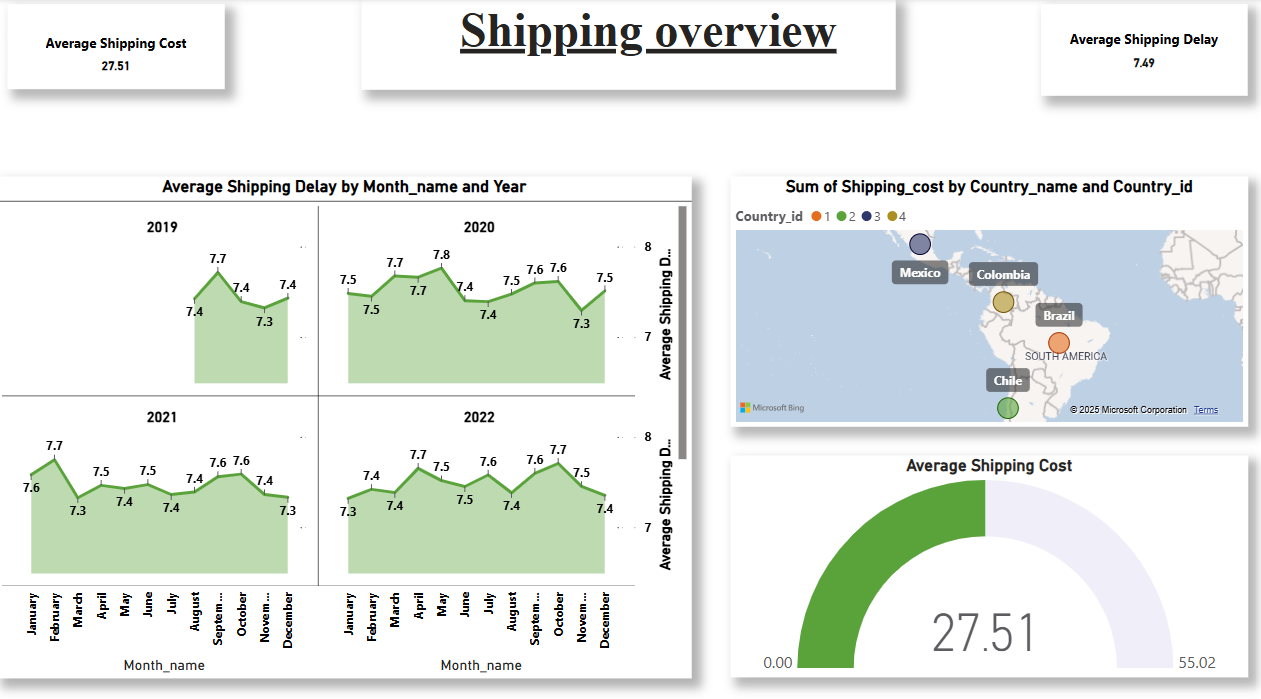 Average Shipping Cost
27.51
Shipping overview
Average Shipping Delay
7.49
Average Shipping Delay by Month_name and Year
2019
7.4
7.7
7.4
7.3
7.4
2020
7.5
7.5
7.7
7.7
7.8
7.4
7.4
7.5
7.6
7.6
7.3
7.5
8
7
Average Shipping D...
2021
7.6
7.7
7.3
7.5
7.4
7.5
7.4
7.4
7.6
7.6
7.4
7.3
2022
7.3
7.4
7.4
7.7
7.5
7.5
7.6
7.4
7.6
7.7
7.5
7.4
8
7
Average Shipping D...
January
February
March
April
May
June
July
August
Septem...
October
Novem...
December
January
February
March
April
May
June
July
August
Septem...
October
Novem...
December
Month_name
Month_name
Sum of Shipping_cost by Country_name and Country_id
Country_id 1 2 3 4
Mexico
Colombia
Brazil
SOUTH AMERICA
Chile
Microsoft Bing
© 2025 Microsoft Corporation Terms
Average Shipping Cost
27.51
0.00
55.02